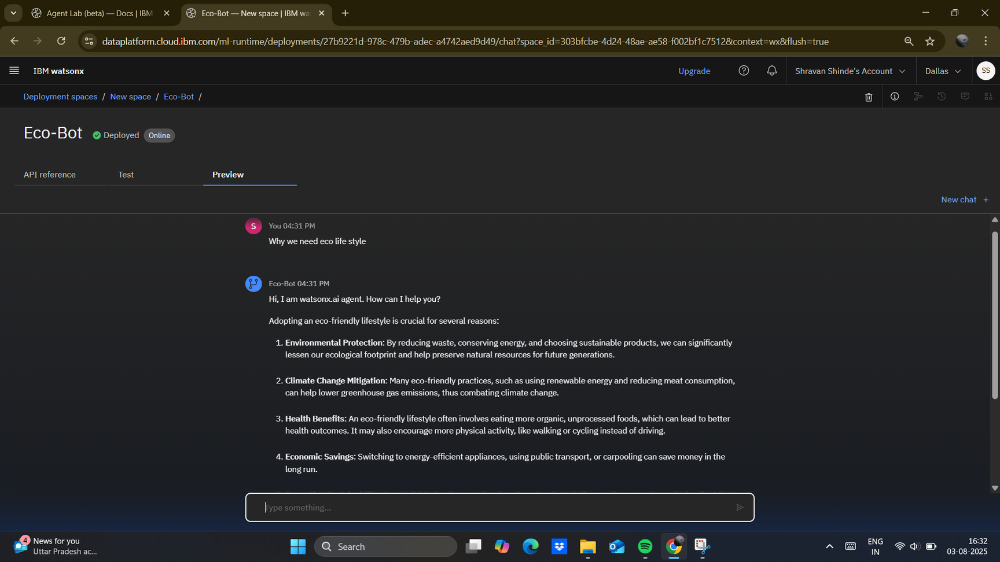 Agent Lab (beta) — Docs | IBM
Eco-Bot — New space | IBM wa
dataplatform.cloud.ibm.com/ml-runtime/deployments/27b9221d-978c-479b-adec-a4742aed9d49/chat?space_id=303bfcbe-4d24-48ae-ae58-f002bf1c7512&context=wx&flush=true
IBM watsonx
Upgrade
Shravan Shinde's Account
Dallas
SS
Deployment spaces / New space / Eco-Bot /
Eco-Bot
Deployed
Online
API reference
Test
Preview
New chat +
S
You 04:31 PM
Why we need eco life style
Eco-Bot 04:31 PM
Hi, I am watsonx.ai agent. How can I help you?
Adopting an eco-friendly lifestyle is crucial for several reasons:
1. Environmental Protection: By reducing waste, conserving energy, and choosing sustainable products, we can significantly
lessen our ecological footprint and help preserve natural resources for future generations.
2. Climate Change Mitigation: Many eco-friendly practices, such as using renewable energy and reducing meat consumption,
can help lower greenhouse gas emissions, thus combating climate change.
3. Health Benefits: An eco-friendly lifestyle often involves eating more organic, unprocessed foods, which can lead to better
health outcomes. It may also encourage more physical activity, like walking or cycling instead of driving.
4. Economic Savings: Switching to energy-efficient appliances, using public transport, or carpooling can save money in the
long run.
Type something...
4
News for you
Uttar Pradesh ac...
Search
ENG
IN
16:32
03-08-2025